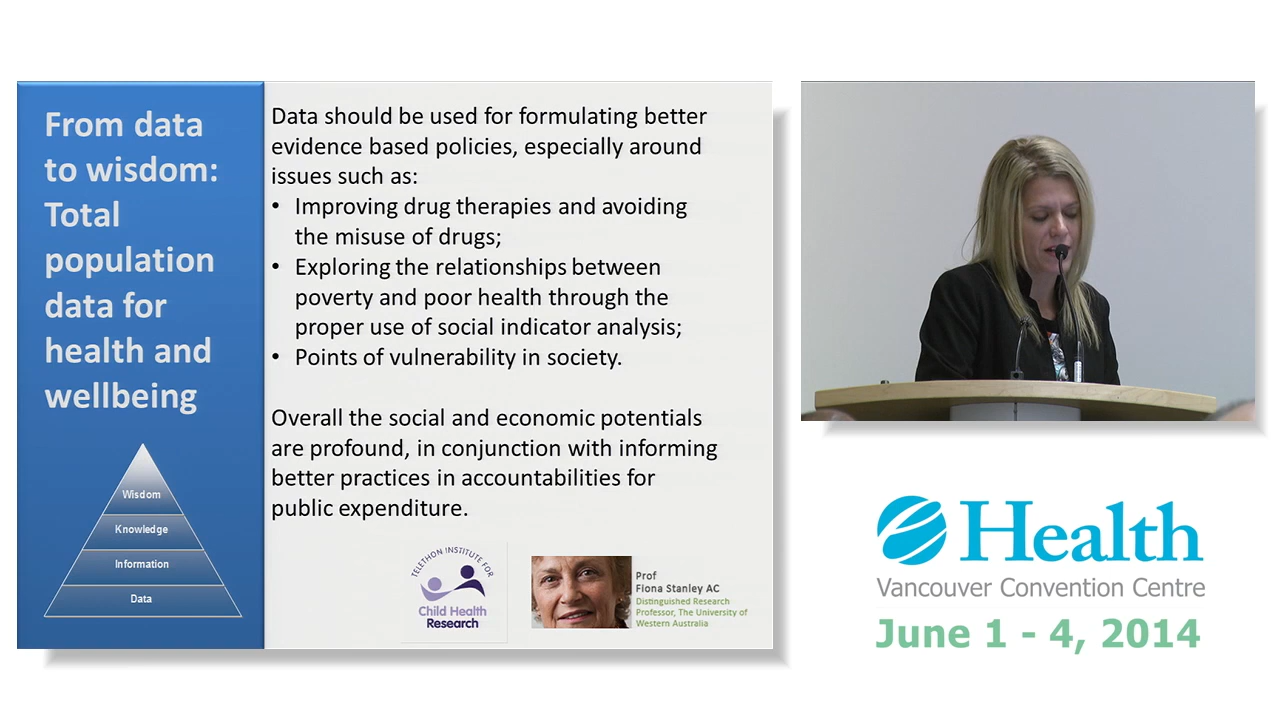 From data
to wisdom:
Total
population
data for
health and
wellbeing
Wisdom
Knowledge
Information
Data
Data should be used for formulating better
evidence based policies, especially around
issues such as:
• Improving drug therapies and avoiding
the misuse of drugs;
• Exploring the relationships between
poverty and poor health through the
proper use of social indicator analysis;
• Points of vulnerability in society.
Overall the social and economic potentials
are profound, in conjunction with informing
better practices in accountabilities for
public expenditure.
TELETHON INSTITUTE FOR
Child Health
Research
Prof
Fiona Stanley AC
Distinguished Research
Professor, The University of
Western Australia
eHealth
Vancouver Convention Centre
June 1 - 4, 2014